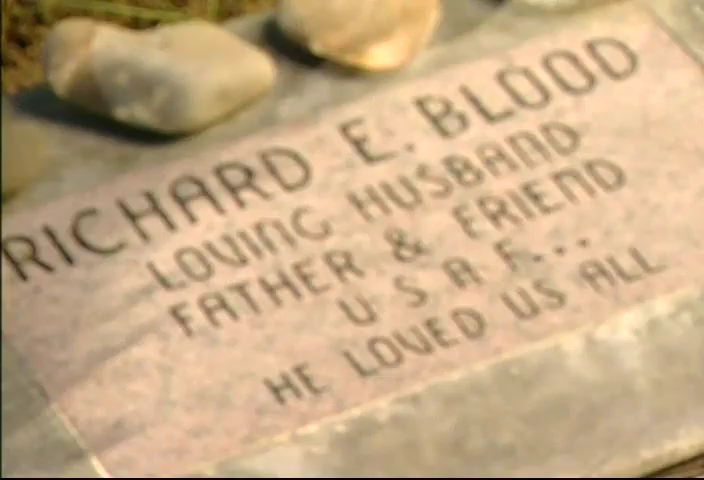 RICHARD E. BLOOD
LOVING HUSBAND
FATHER & FRIEND
U S A F...
HE LOVED US ALL